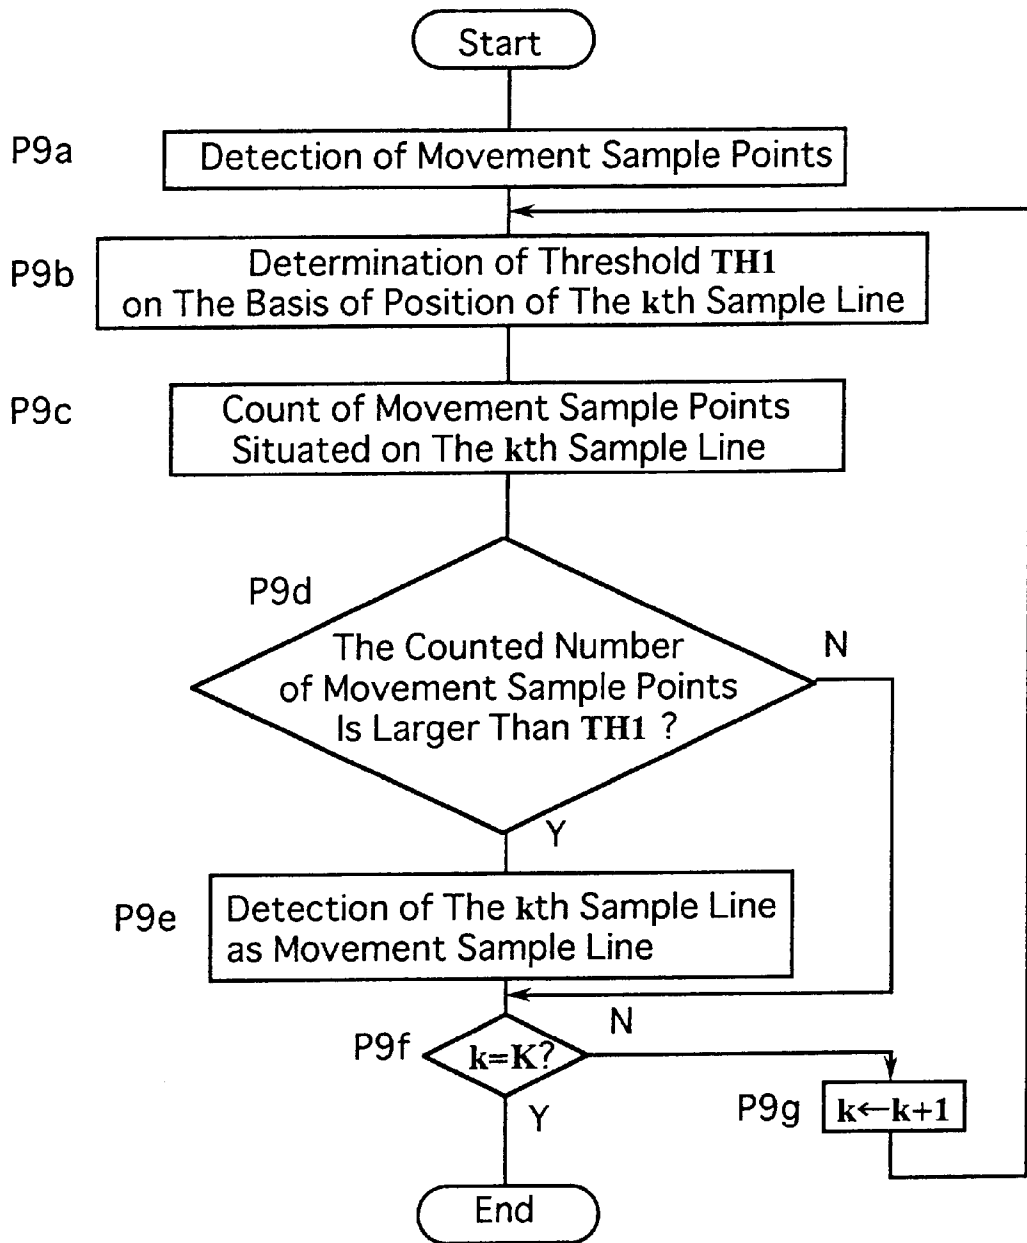 Start
P9a
Detection of Movement Sample Points
P9b
Determination of Threshold TH1
on The Basis of Position of The kth Sample Line
P9c
Count of Movement Sample Points
Situated on The kth Sample Line
P9d
The Counted Number
of Movement Sample Points
Is Larger Than TH1 ?
N
Y
P9e
Detection of The kth Sample Line
as Movement Sample Line
P9f
k=K?
N
Y
P9g
k←k+1
End